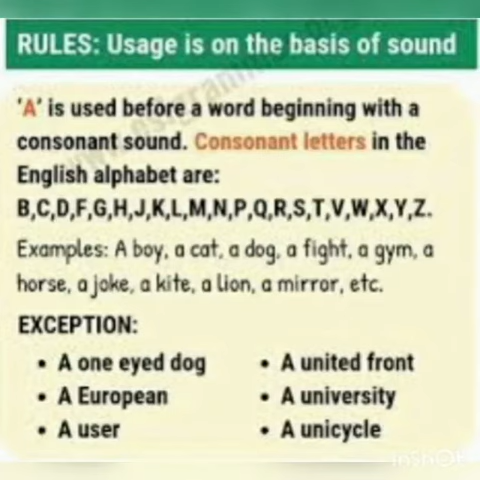 RULES: Usage is on the basis of sound
'A' is used before a word beginning with a
consonant sound. Consonant letters in the
English alphabet are:
B,C,D,F,G,H,J,K,L,M,N,P,Q,R,S,T,V,W,X,Y,Z.
Examples: A boy, a cat, a dog, a fight, a gym, a
horse, a joke, a kite, a lion, a mirror, etc.
EXCEPTION:
• A one eyed dog
• A European
• A user
• A united front
• A university
• A unicycle
InShOt